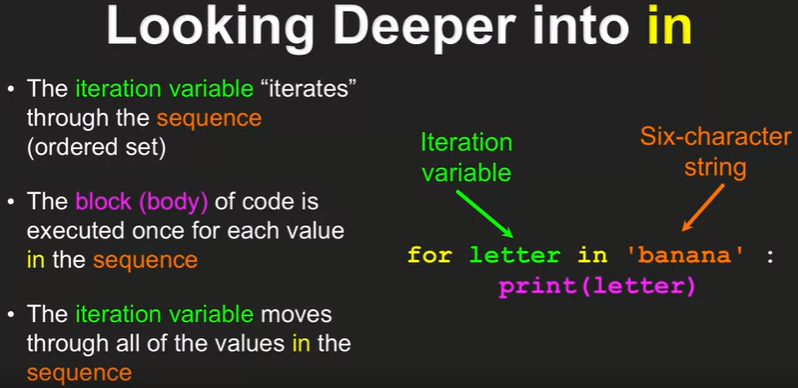 Looking Deeper into in
• The iteration variable “iterates”
through the sequence
(ordered set)
• The block (body) of code is
executed once for each value
in the sequence
• The iteration variable moves
through all of the values in the
sequence
Iteration
variable
Six-character
string
for letter in 'banana' :
print(letter)